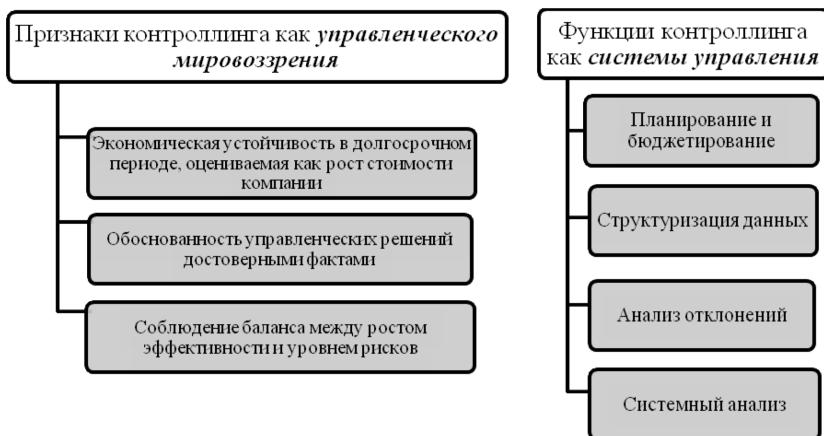 Признаки контроллинга как управленческого
мировоззрения
Экономическая устойчивость в долгосрочном
периоде, оцениваемая как рост стоимости
компании
Обоснованность управленческих решений
достоверными фактами
Соблюдение баланса между ростом
эффективности и уровнем рисков
Функции контроллинга
как системы управления
Планирование и
бюджетирование
Структуризация данных
Анализ отклонений
Системный анализ